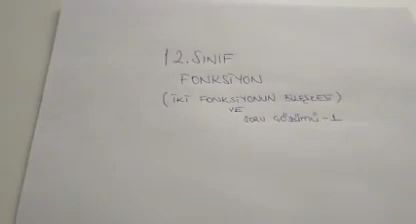 12.SINIF
FONKSİYON
(İKİ FONKSİYONUN BİLEŞKESİ)
VE
SORU ÇÖZÜMÜ-1